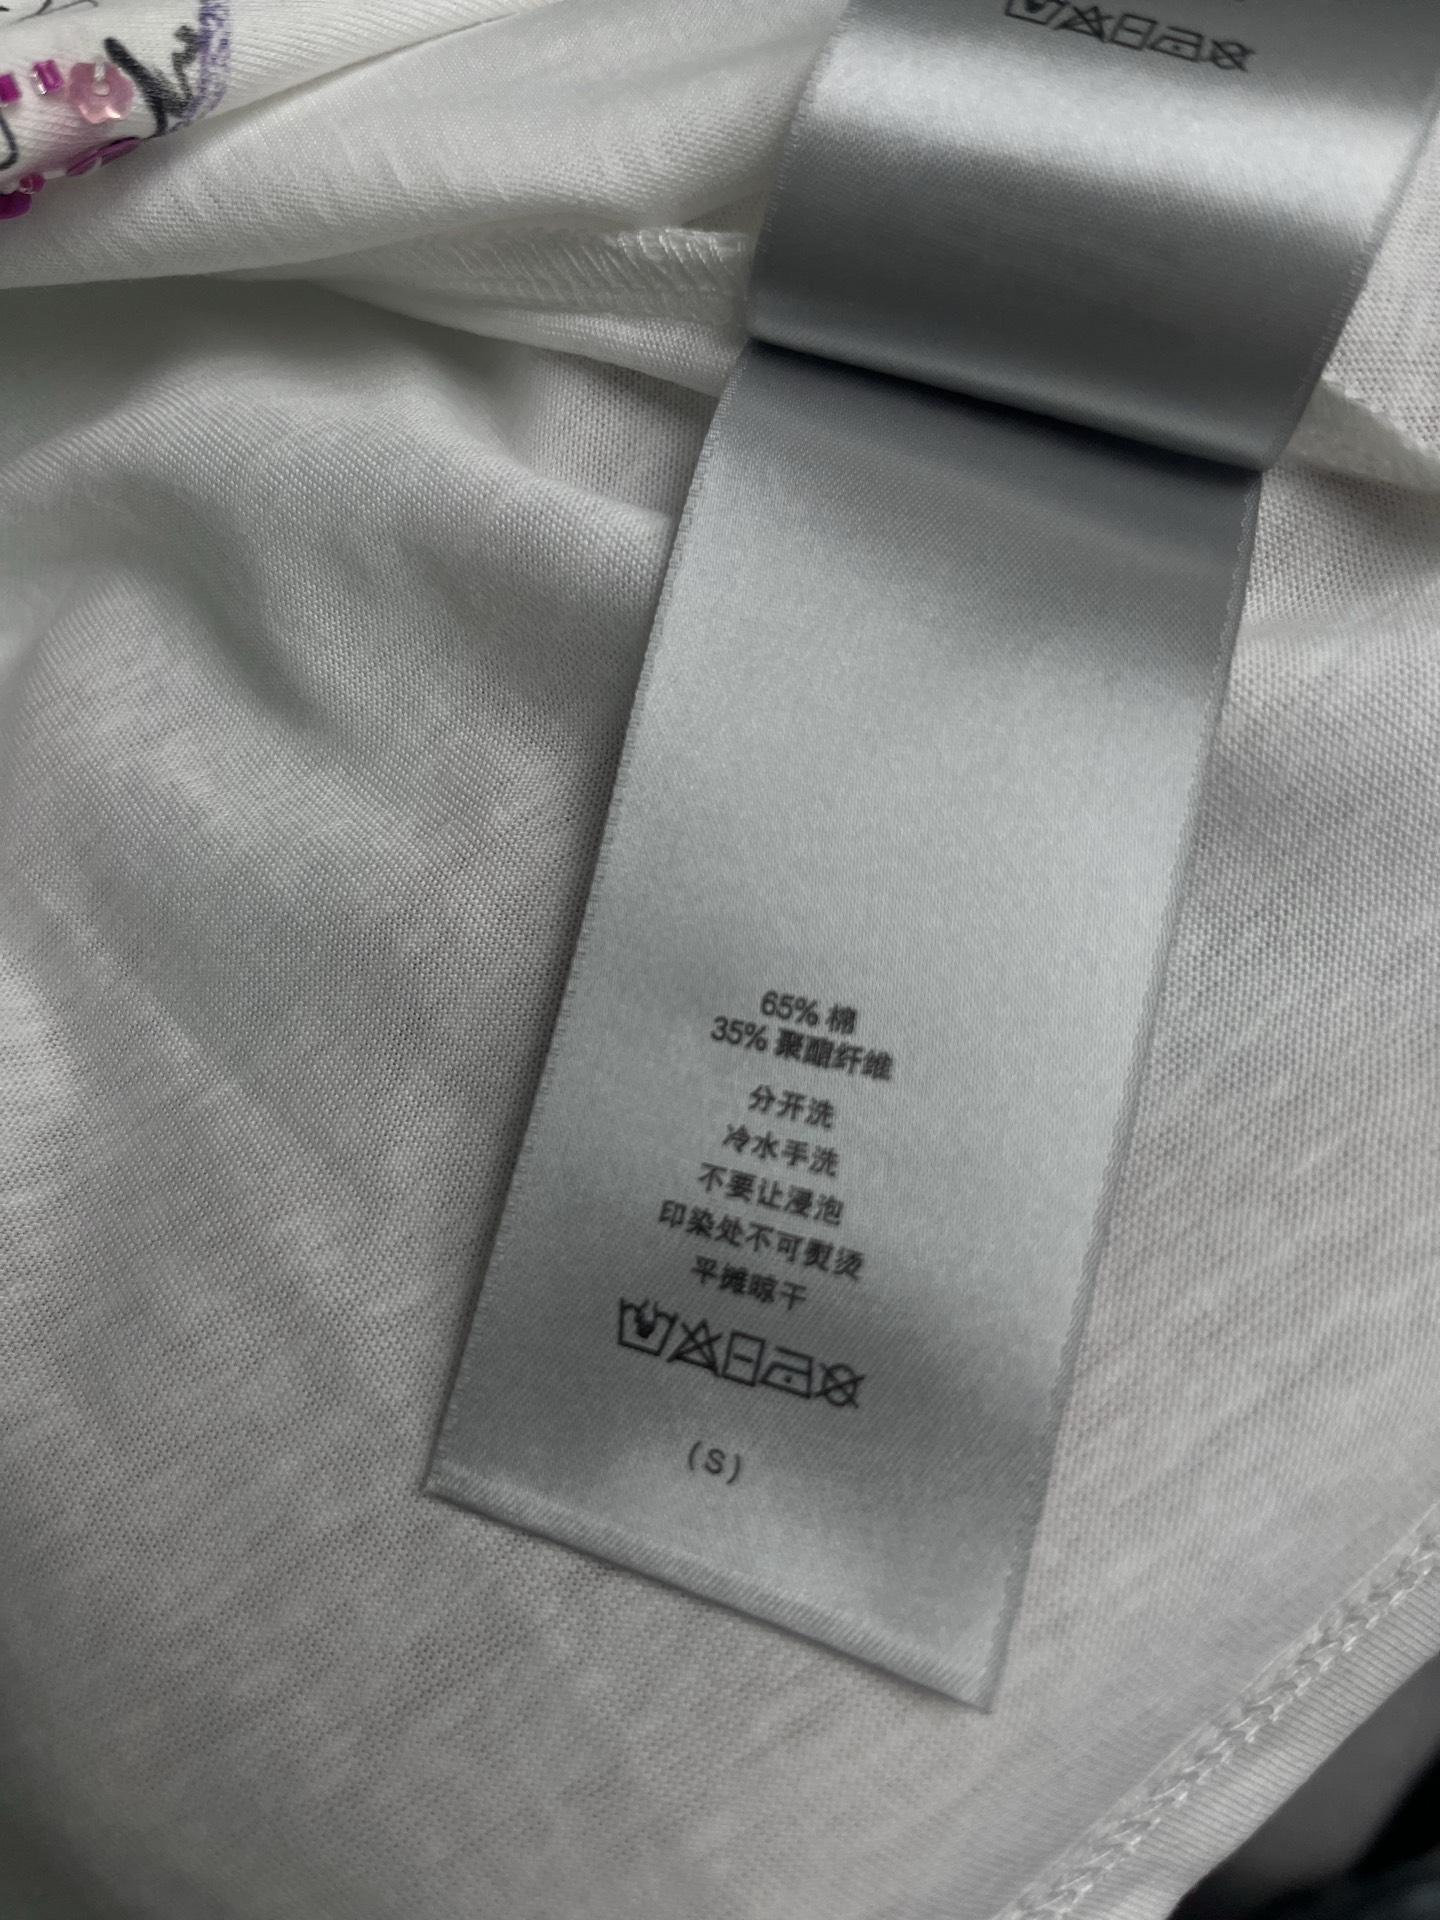 65% 棉
35% 聚酯纤维
分开洗
冷水手洗
不要让浸泡
印染处不可熨烫
平摊晾干
(S)